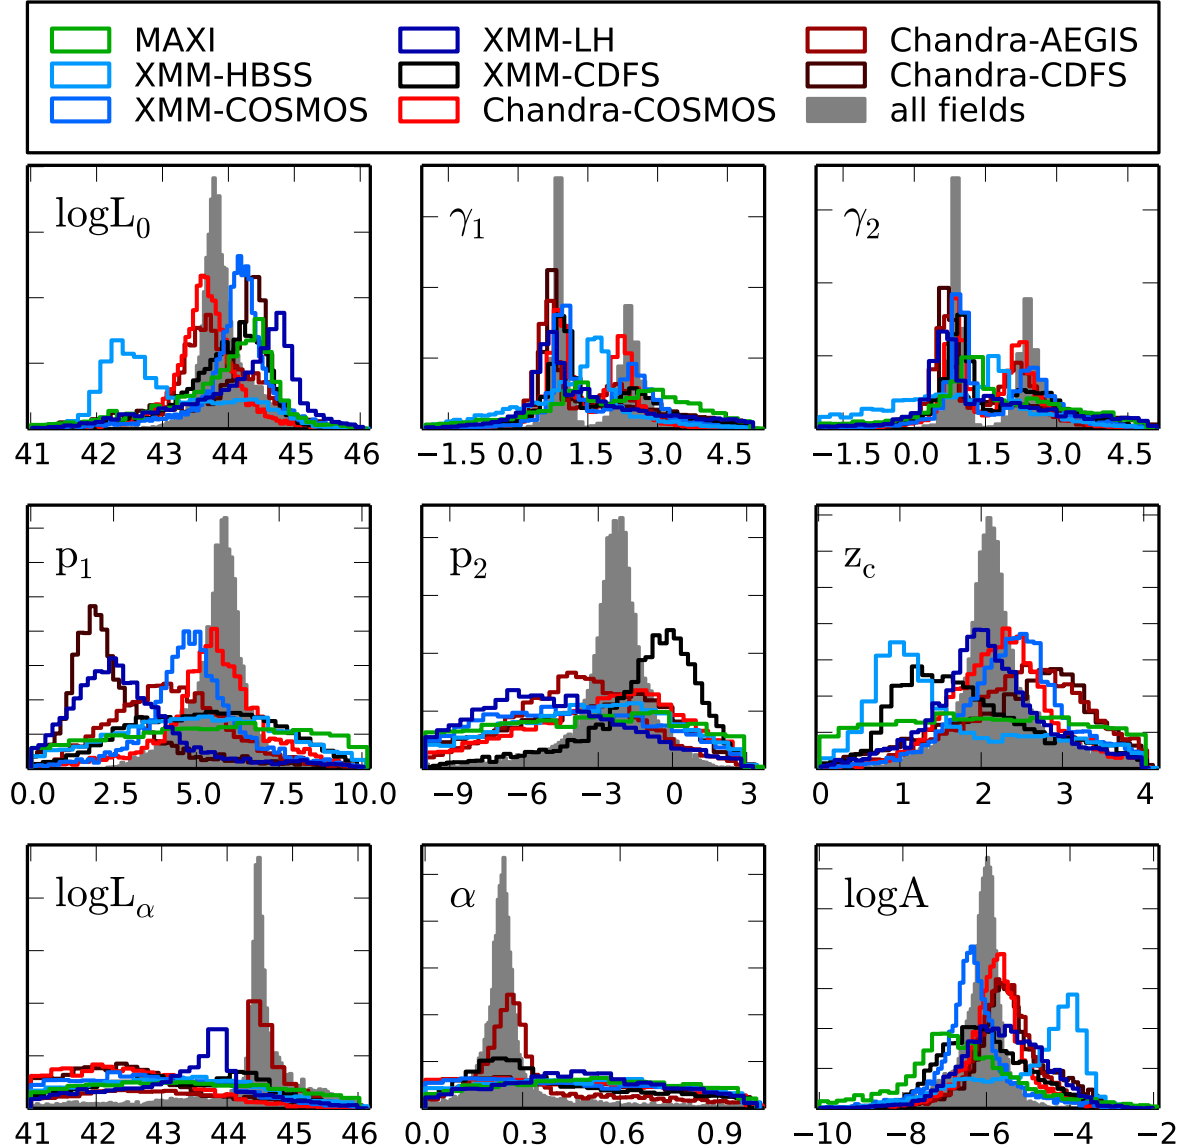 MAXI XMM-LH Chandra-AEGIS
XMM-HBSS XMM-CDFS Chandra-CDFS
XMM-COSMOS Chandra-COSMOS all fields
logL₀ γ₁ γ₂
41 42 43 44 45 46 −1.5 0.0 1.5 3.0 −1.5 0.0 1.5 3.0 4.5
p₁ p₂ z_c
0.0 2.5 5.0 7.5 10.0 −9 −6 −3 0 3 0 1 2 3 4
logL_α α logA
41 42 43 44 45 46 0.0 0.3 0.6 0.9 −10 −8 −6 −4 −2